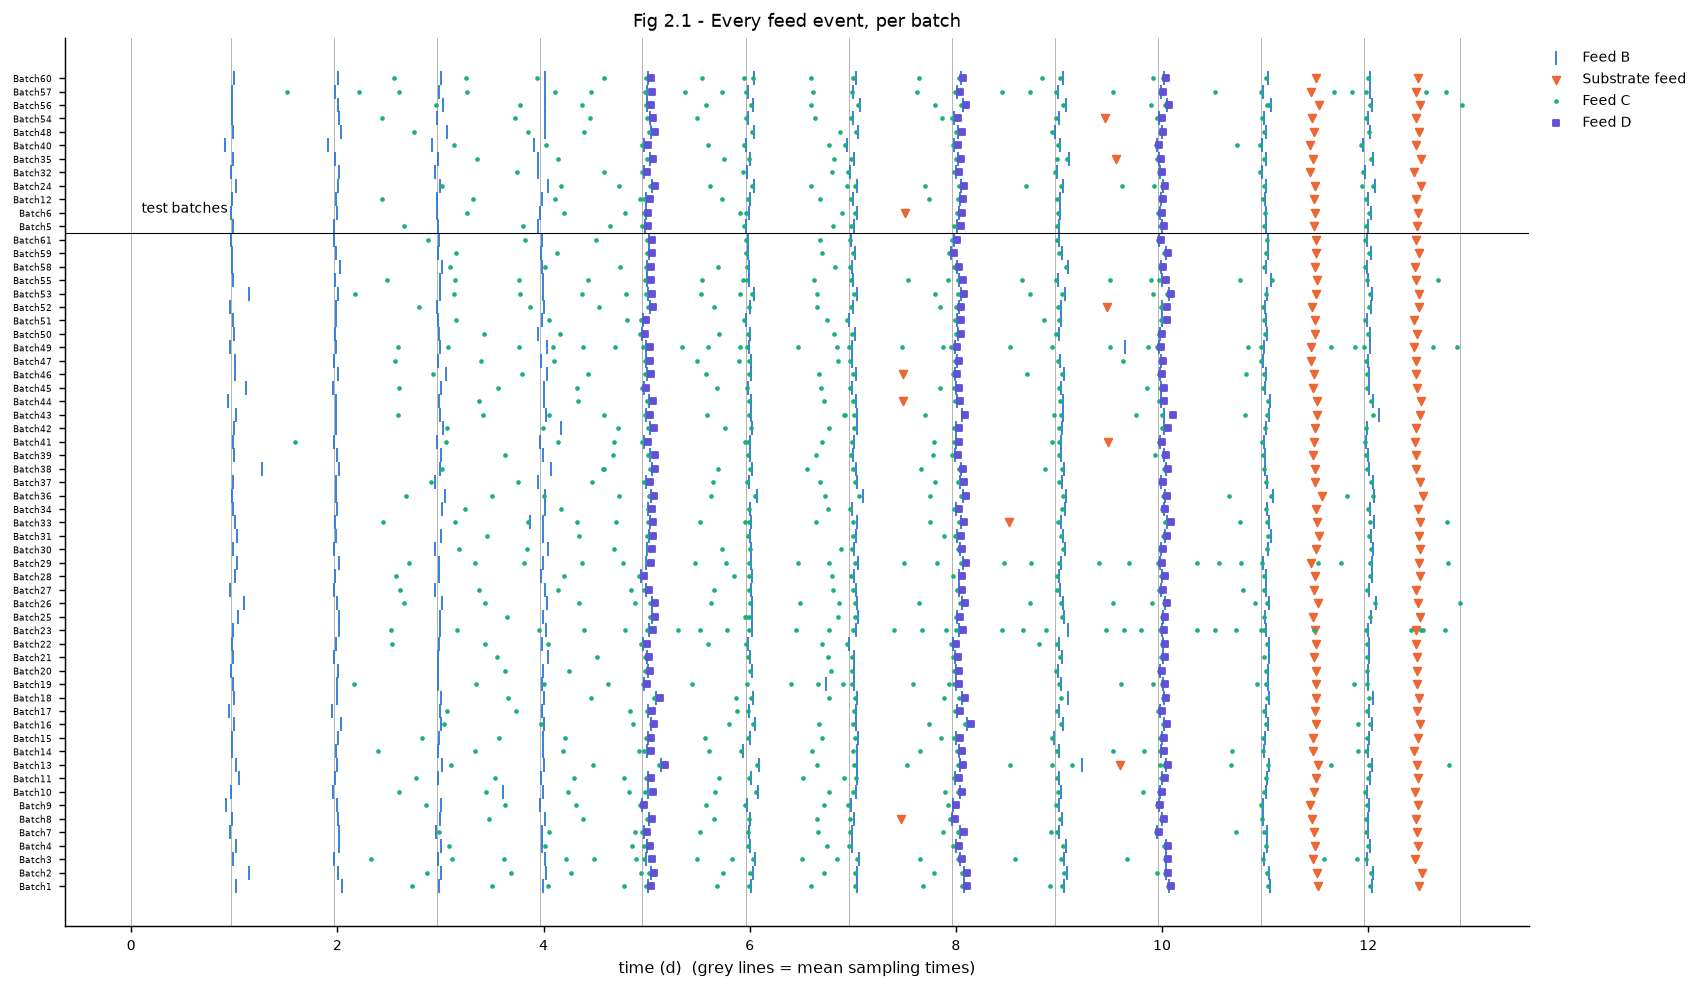 Fig 2.1 - Every feed event, per batch
Feed B
Substrate feed
Feed C
Feed D
Batch60
Batch57
Batch56
Batch54
Batch48
Batch40
Batch35
Batch32
Batch24
Batch12
test batches
Batch6
Batch5
Batch61
Batch59
Batch58
Batch55
Batch53
Batch52
Batch51
Batch50
Batch49
Batch47
Batch46
Batch45
Batch44
Batch43
Batch42
Batch41
Batch39
Batch38
Batch37
Batch36
Batch34
Batch33
Batch31
Batch30
Batch29
Batch28
Batch27
Batch26
Batch25
Batch23
Batch22
Batch21
Batch20
Batch19
Batch18
Batch17
Batch16
Batch15
Batch14
Batch13
Batch11
Batch10
Batch9
Batch8
Batch7
Batch4
Batch3
Batch2
Batch1
0 2 4 6 8 10 12
time (d) (grey lines = mean sampling times)